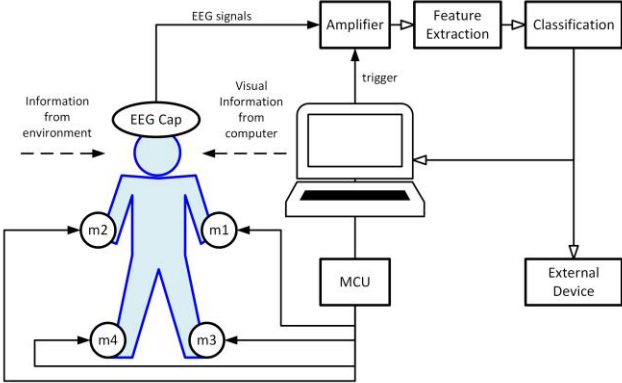 EEG signals
Amplifier
Feature
Extraction
Classification
trigger
Information
from
environment
EEG Cap
Visual
Information
from
computer
m2
m1
MCU
External
Device
m4
m3